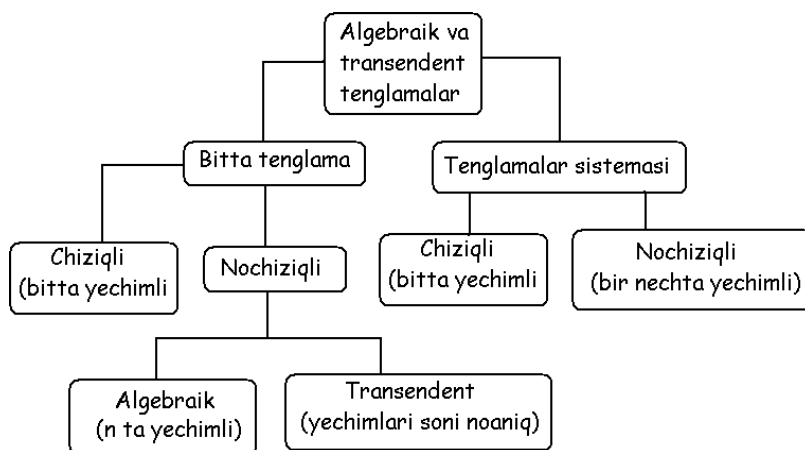 Algebraik va
transendent
tenglamalar
Bitta tenglama
Tenglamalar sistemasi
Chiziqli
(bitta yechimli
Nochiziqli
Chiziqli
(bitta yechimli
Nochiziqli
(bir nechta yechimli)
Algebraik
(n ta yechimli)
Transendent
(yechimlari soni noaniq)